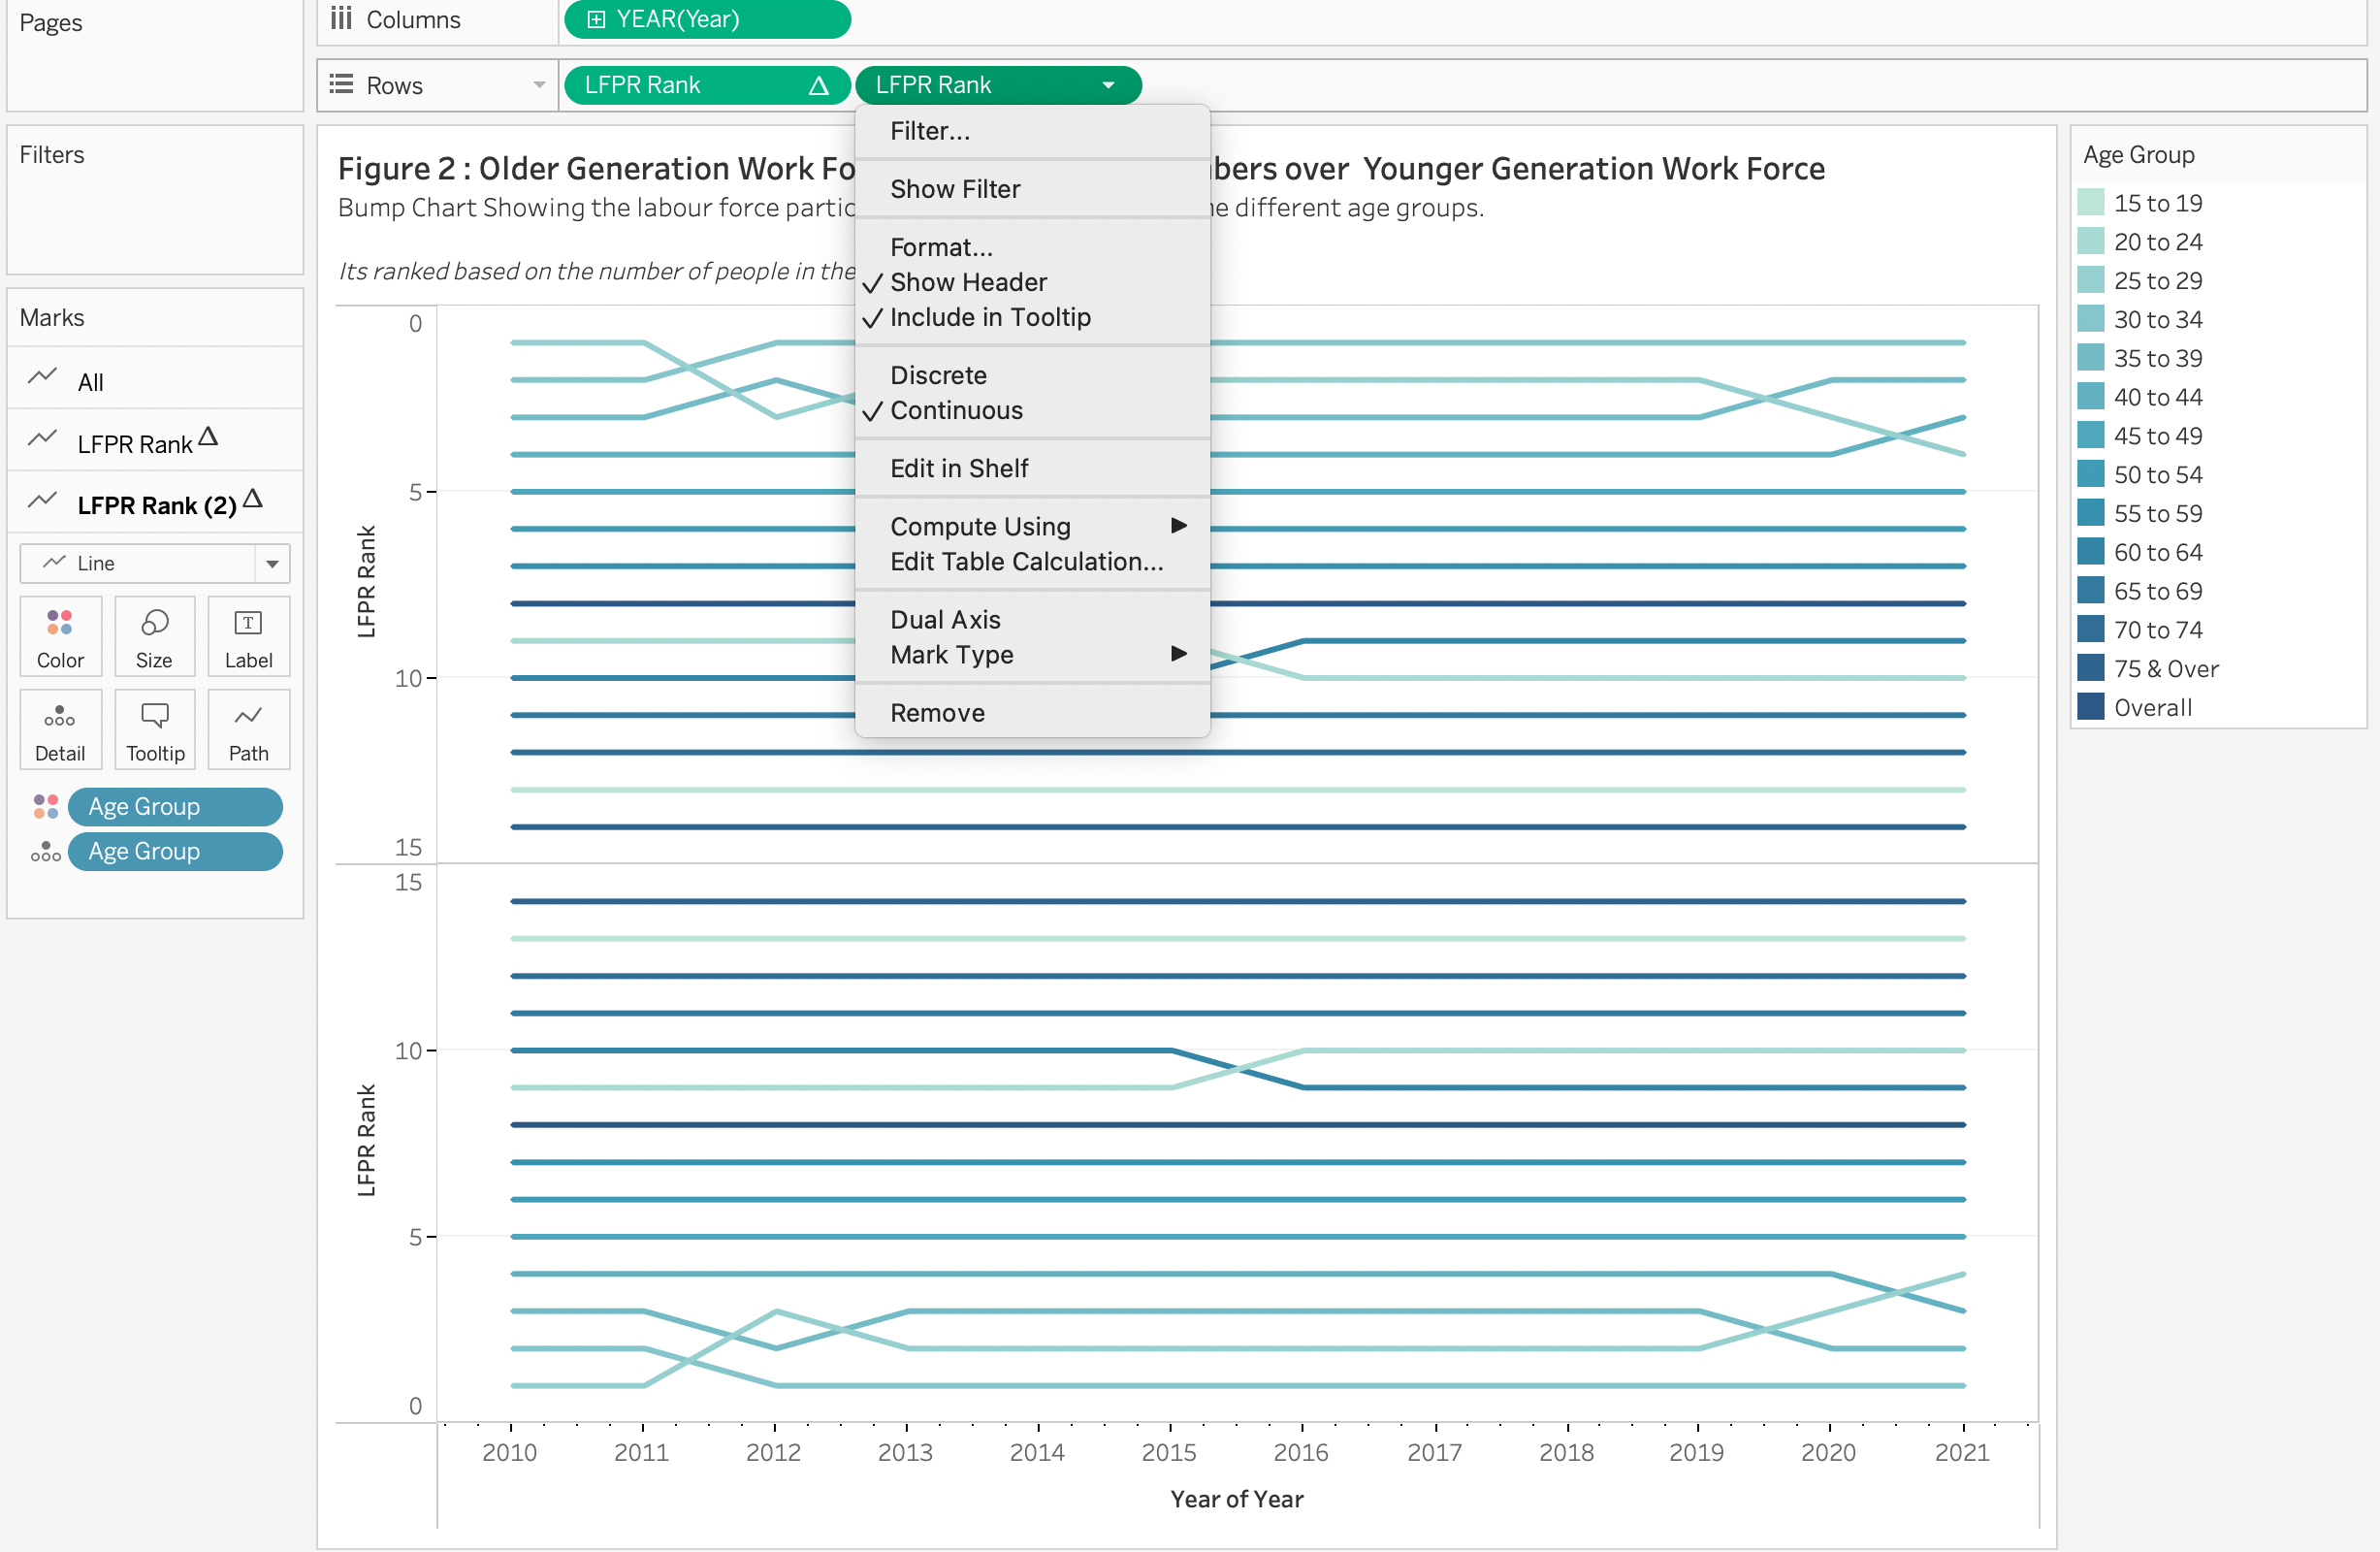 Pages
Columns
YEAR(Year)
Rows
LFPR Rank
LFPR Rank
Filters
Marks
All
LFPR Rank
LFPR Rank (2)
Line
Color
Size
Label
Detail
Tooltip
Path
Age Group
Age Group
Filter...
Show Filter
Format...
Show Header
Include in Tooltip
Discrete
Continuous
Edit in Shelf
Compute Using
Edit Table Calculation...
Dual Axis
Mark Type
Remove
Figure 2 : Older Generation Work Fo
bers over Younger Generation Work Force
Bump Chart Showing the labour force partic
e different age groups.
Its ranked based on the number of people in the
0
5
10
15
LFPR Rank
15
10
5
0
LFPR Rank
2010 2011 2012 2013 2014 2015 2016 2017 2018 2019 2020 2021
Year of Year
Age Group
15 to 19
20 to 24
25 to 29
30 to 34
35 to 39
40 to 44
45 to 49
50 to 54
55 to 59
60 to 64
65 to 69
70 to 74
75 & Over
Overall